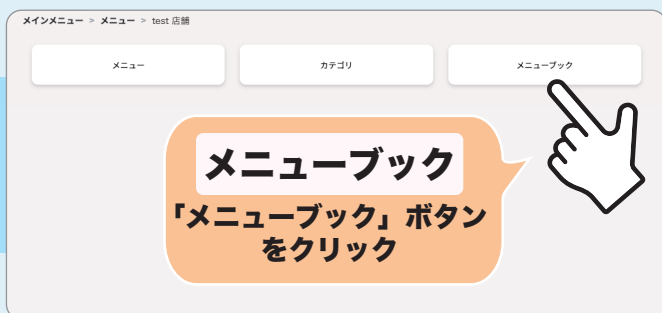 メインメニュー > メニュー > test 店舗
メニュー カテゴリ メニューブック
メニューブック
「メニューブック」ボタン
をクリック